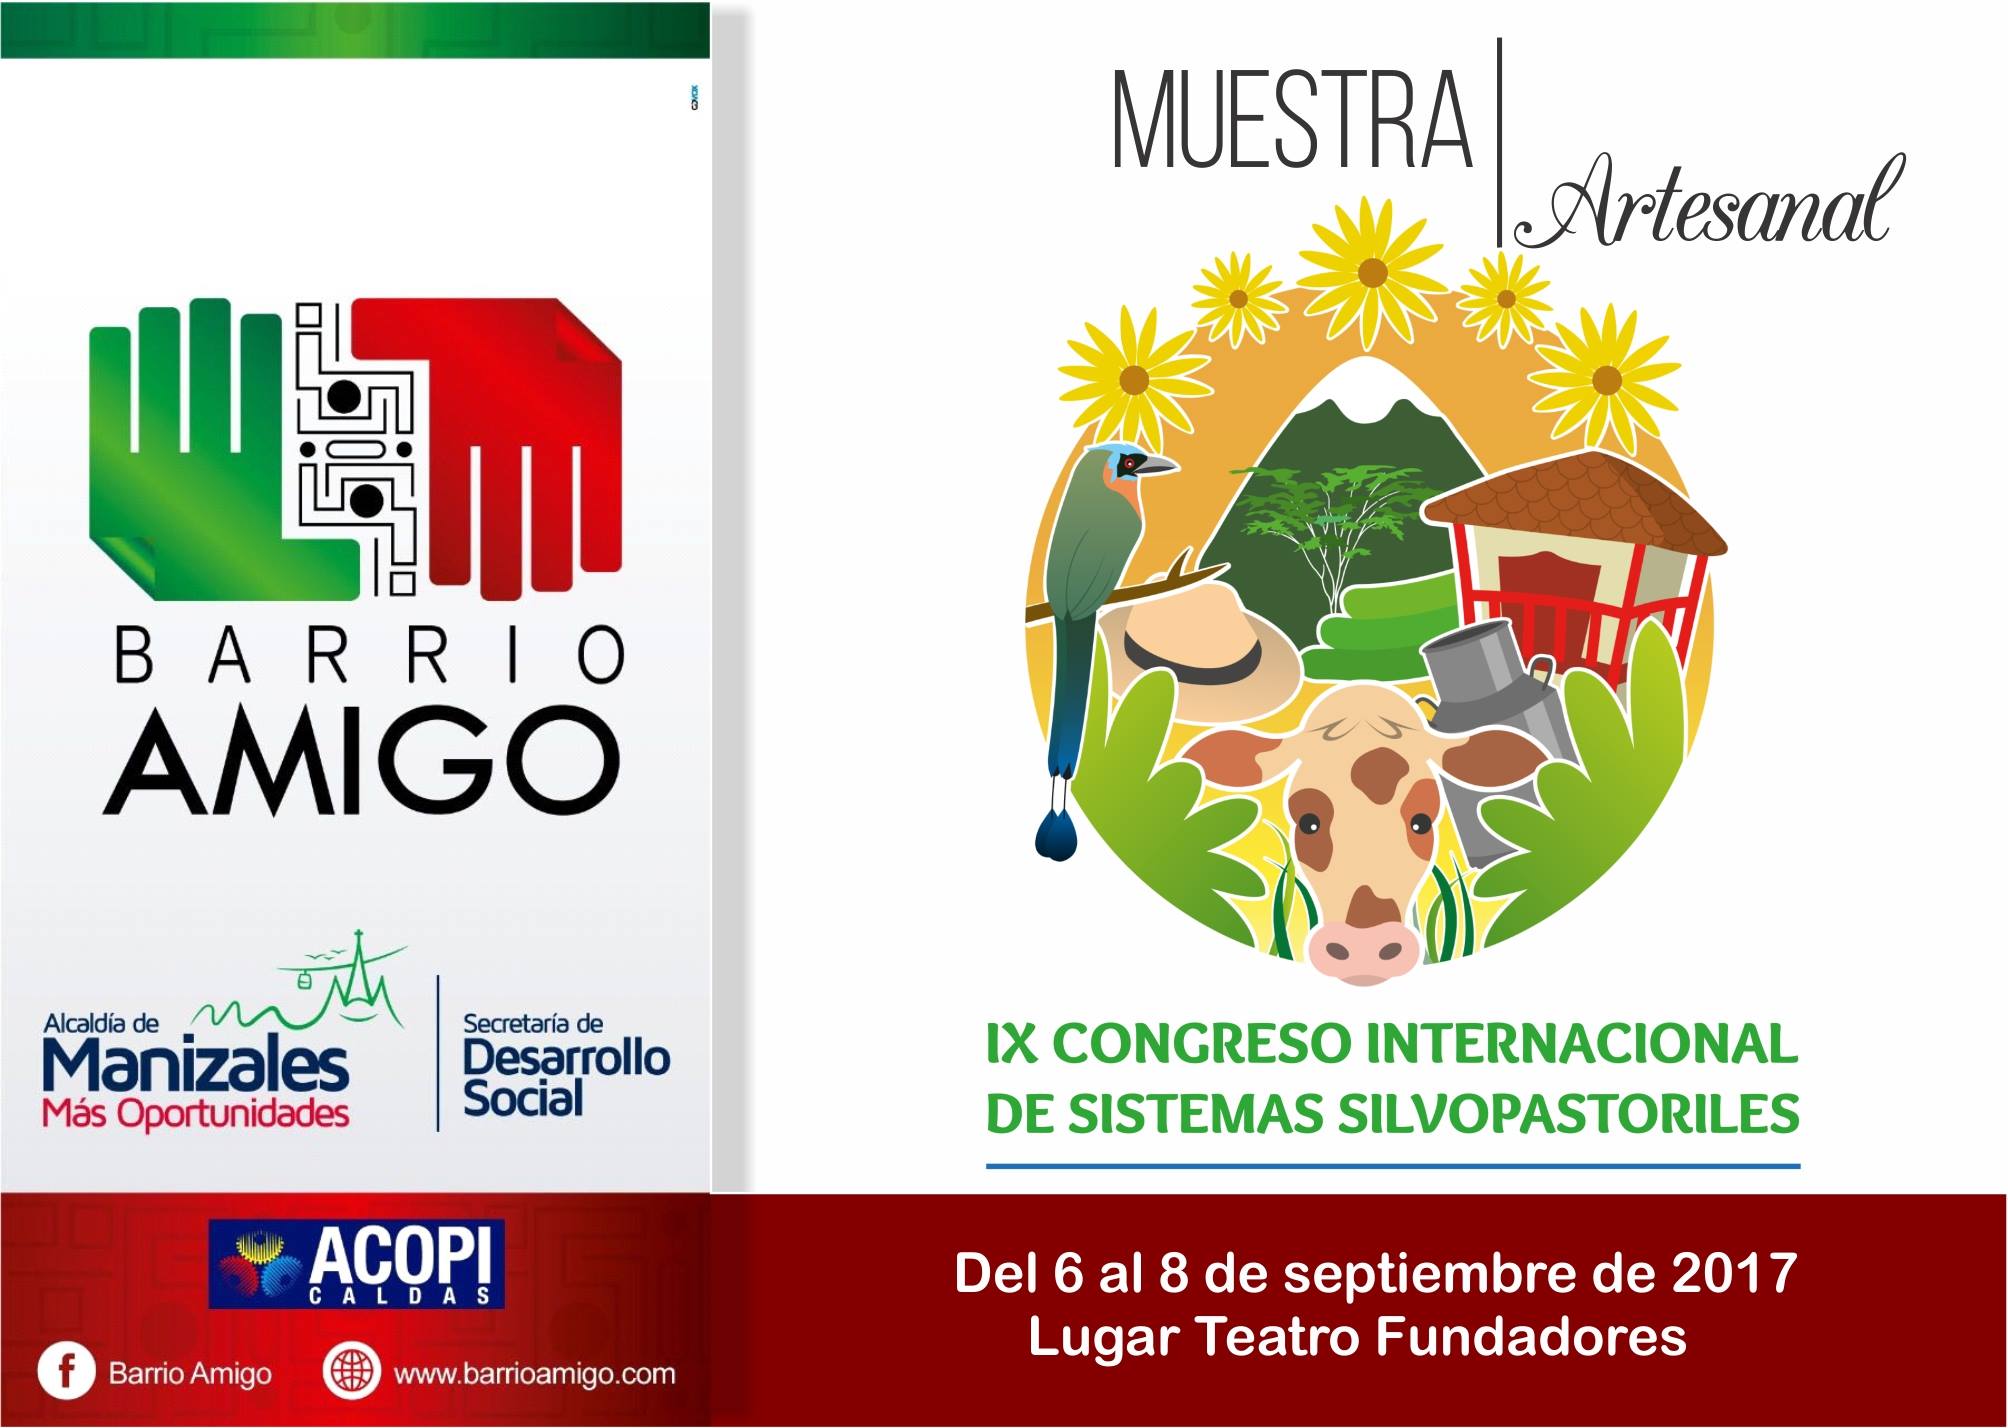 GOVOX
BARRIO
AMIGO
Alcaldía de
Manizales
Más Oportunidades
Secretaría de
Desarrollo
Social
ACOPI
CALDAS
Barrio Amigo
www.barrioamigo.com
MUESTRA
Artesanal
IX CONGRESO INTERNACIONAL
DE SISTEMAS SILVOPASTORILES
Del 6 al 8 de septiembre de 2017
Lugar Teatro Fundadores